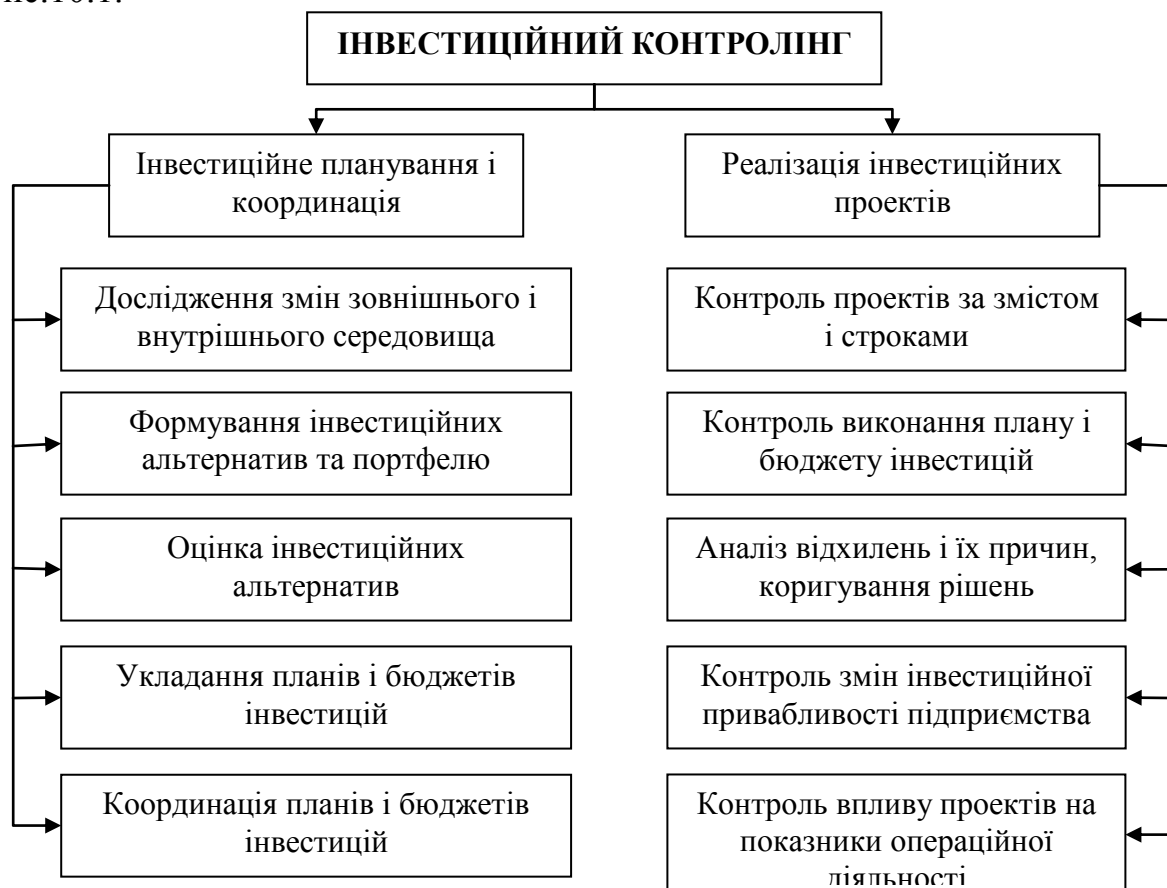 ІНВЕСТИЦІЙНИЙ КОНТРОЛІНГ
Інвестиційне планування і
координація
Реалізація інвестиційних
проектів
Дослідження змін зовнішнього і
внутрішнього середовища
Формування інвестиційних
альтернатив та портфелю
Оцінка інвестиційних
альтернатив
Укладання планів і бюджетів
інвестицій
Координація планів і бюджетів
інвестицій
Контроль проектів за змістом
і строками
Контроль виконання плану і
бюджету інвестицій
Аналіз відхилень і їх причин,
коригування рішень
Контроль змін інвестиційної
привабливості підприємства
Контроль впливу проектів на
показники операційної
діяльності